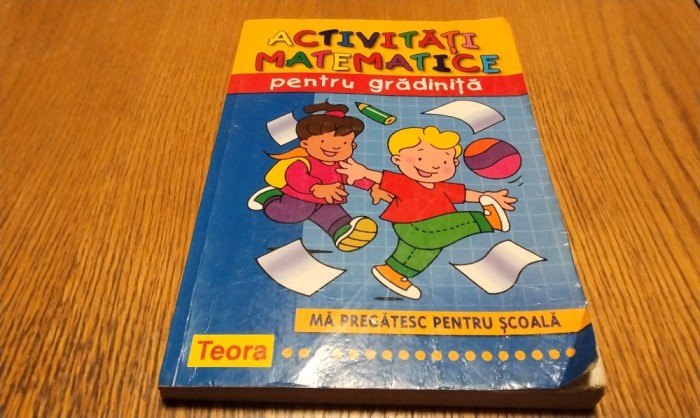 ACTIVITĂȚI
MATEMATICE
pentru grădiniță
MĂ PREGĂTESC PENTRU ȘCOALĂ
Teora